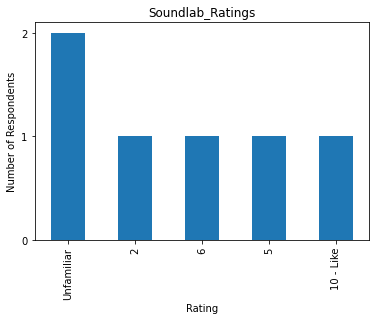 Soundlab_Ratings
Number of Respondents
2
1
0
Unfamiliar
2
6
5
10 - Like
Rating